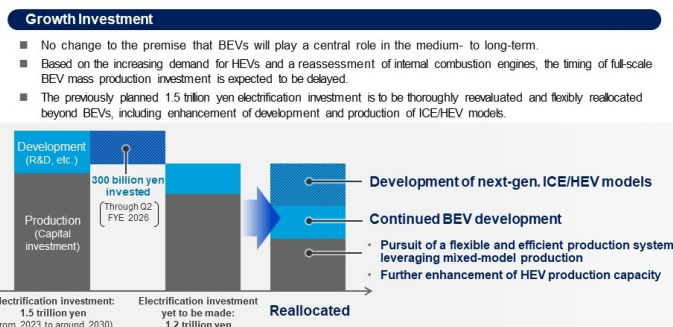 Growth Investment
■ No change to the premise that BEVs will play a central role in the medium- to long-term.
■ Based on the increasing demand for HEVs and a reassessment of internal combustion engines, the timing of full-scale
BEV mass production investment is expected to be delayed.
■ The previously planned 1.5 trillion yen electrification investment is to be thoroughly reevaluated and flexibly reallocated
beyond BEVs, including enhancement of development and production of ICE/HEV models.
Development
(R&D, etc.)
300 billion yen
invested
(Through Q2
FYE 2026)
Production
(Capital
investment)
Development of next-gen. ICE/HEV models
Continued BEV development
• Pursuit of a flexible and efficient production system
leveraging mixed-model production
• Further enhancement of HEV production capacity
lectrification investment:
1.5 trillion yen
rom 2023 to around 2030)
Electrification investment
yet to be made:
1.2 trillion yen
Reallocated